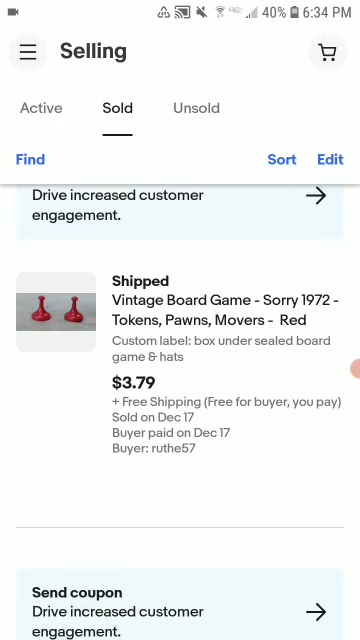 40% 6:34 PM
Selling
Active Sold Unsold
Find Sort Edit
Drive increased customer
engagement.
Shipped
Vintage Board Game - Sorry 1972 -
Tokens, Pawns, Movers - Red
Custom label: box under sealed board
game & hats
$3.79
+ Free Shipping (Free for buyer, you pay)
Sold on Dec 17
Buyer paid on Dec 17
Buyer: ruthe57
Send coupon
Drive increased customer
engagement.